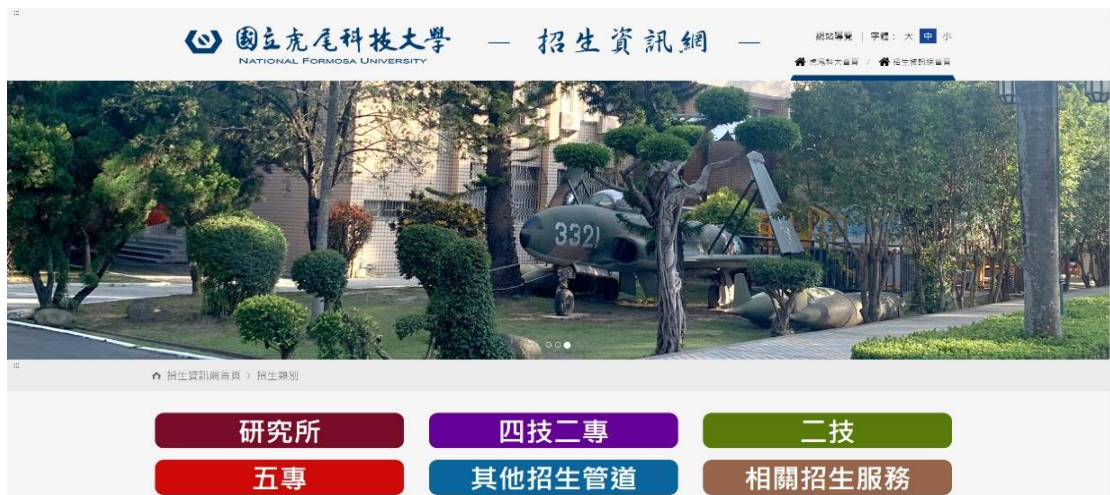 國立虎尾科技大學 — 招生資訊網 —
NATIONAL FORMOSA UNIVERSITY
網站導覽 | 字體： 大 中 小
虎尾科大首頁 / 招生資訊網首頁
3321
招生資訊網首頁 > 招生類別
研究所
四技二專
二技
五專
其他招生管道
相關招生服務